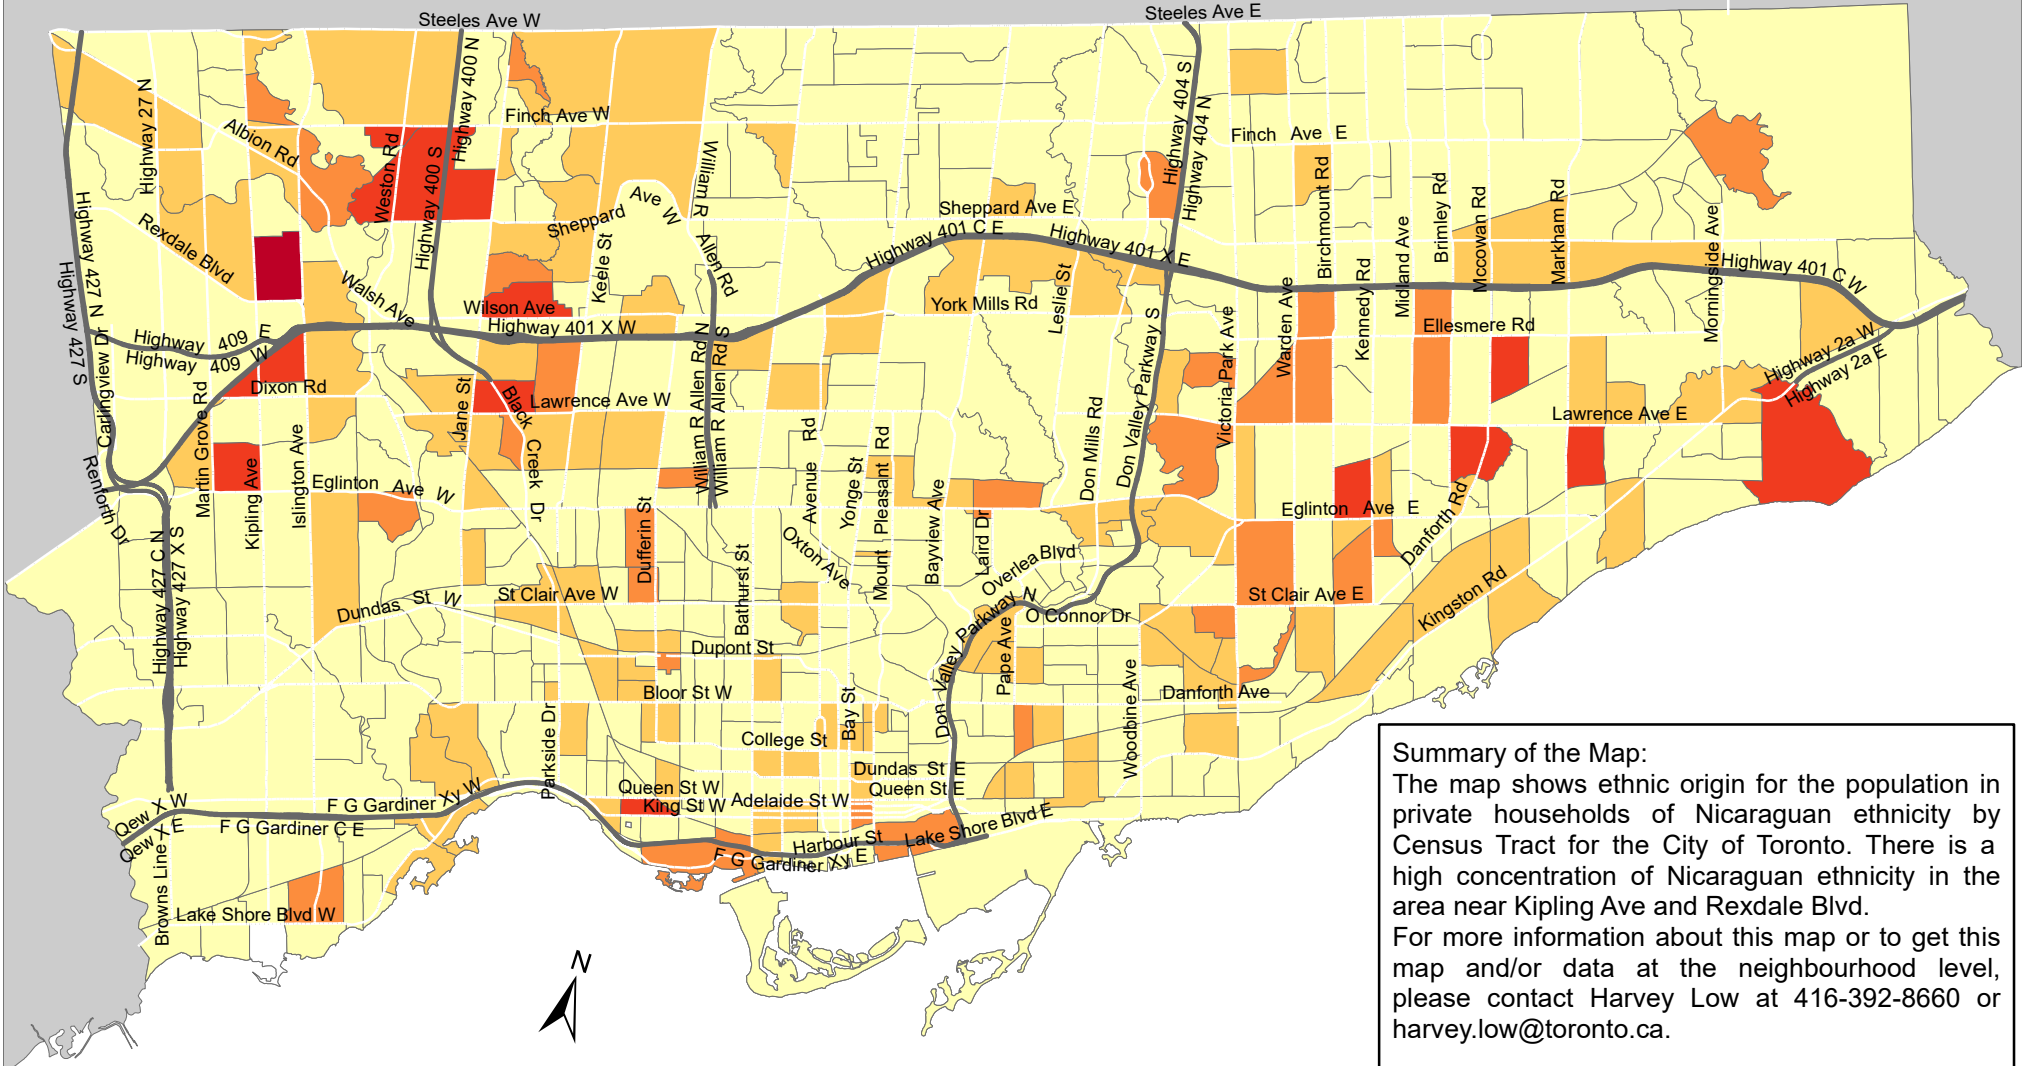 Steeles Ave W
Steeles Ave E
Highway 400 N
Highway 404 S
Highway 27 N
Finch Ave W
Highway 404 N
Albion Rd
Weston Rd
Finch Ave E
William R
Allen Rd
Highway 400 S
Birchmount Rd
Brimley Rd
Mccowan Rd
Markham Rd
Morningside Ave
Sheppard
Ave W
Sheppard Ave E
Highway 427 N
Rexdale Blvd
Keele St
Highway 401 C E
Highway 401 X E
Midland Ave
Highway 401 C W
Highway 427 S
Walsh Ave
Wilson Ave
Leslie St
York Mills Rd
Warden Ave
Kennedy Rd
Highway 409 E
Highway 409 W
Highway 401 X W
Ellesmere Rd
Carlingview Dr
William R Allen Rd N
William R Allen Rd S
Don Valley Parkway S
Victoria Park Ave
Highway 2a W
Highway 2a E
Dixon Rd
Jane St
Black Creek Dr
Lawrence Ave W
Lawrence Ave E
Martin Grove Rd
Kipling Ave
Islington Ave
Avenue Rd
Yonge St
Mount Pleasant Rd
Don Mills Rd
Renforth Dr
Eglinton Ave W
Bayview Ave
Laird Dr
Eglinton Ave E
Danforth Rd
Highway 427 C N
Highway 427 X S
Dufferin St
Bathurst St
Oxton Ave
Overlea Blvd
Dundas St W
St Clair Ave W
Don Valley Parkway N
O Connor Dr
St Clair Ave E
Kingston Rd
Dupont St
Pape Ave
Bloor St W
Bay St
Woodbine Ave
Danforth Ave
Parkside Dr
College St
Dundas St E
Queen St W
Queen St E
King St W
Adelaide St W
Qew X W
Qew X E
F G Gardiner Xy W
F G Gardiner C E
Harbour St
Lake Shore Blvd E
F G Gardiner Xy E
Browns Line
Lake Shore Blvd W
N
Summary of the Map:
The map shows ethnic origin for the population in
private households of Nicaraguan ethnicity by
Census Tract for the City of Toronto. There is a
high concentration of Nicaraguan ethnicity in the
area near Kipling Ave and Rexdale Blvd.
For more information about this map or to get this
map and/or data at the neighbourhood level,
please contact Harvey Low at 416-392-8660 or
harvey.low@toronto.ca.